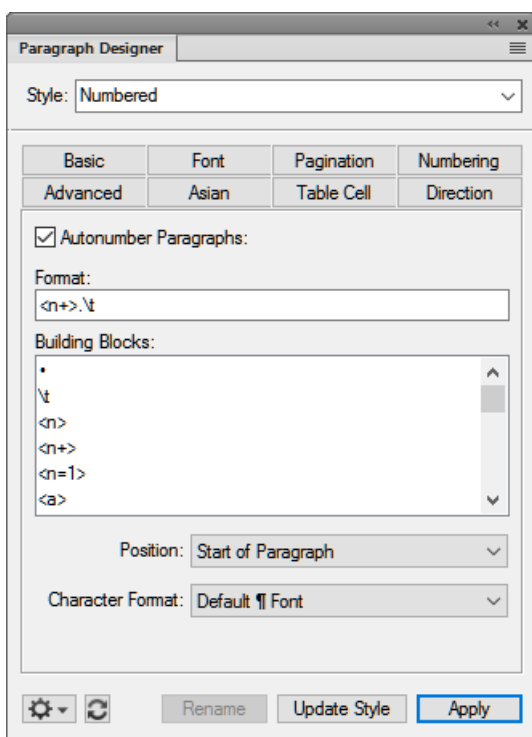 Paragraph Designer
Style: Numbered
Basic Font Pagination Numbering
Advanced Asian Table Cell Direction
Autonumber Paragraphs:
Format:
<n+>.\t
Building Blocks:
•
\t
<n>
<n+>
<n=1>
<a>
Position: Start of Paragraph
Character Format: Default ¶ Font
Rename Update Style Apply